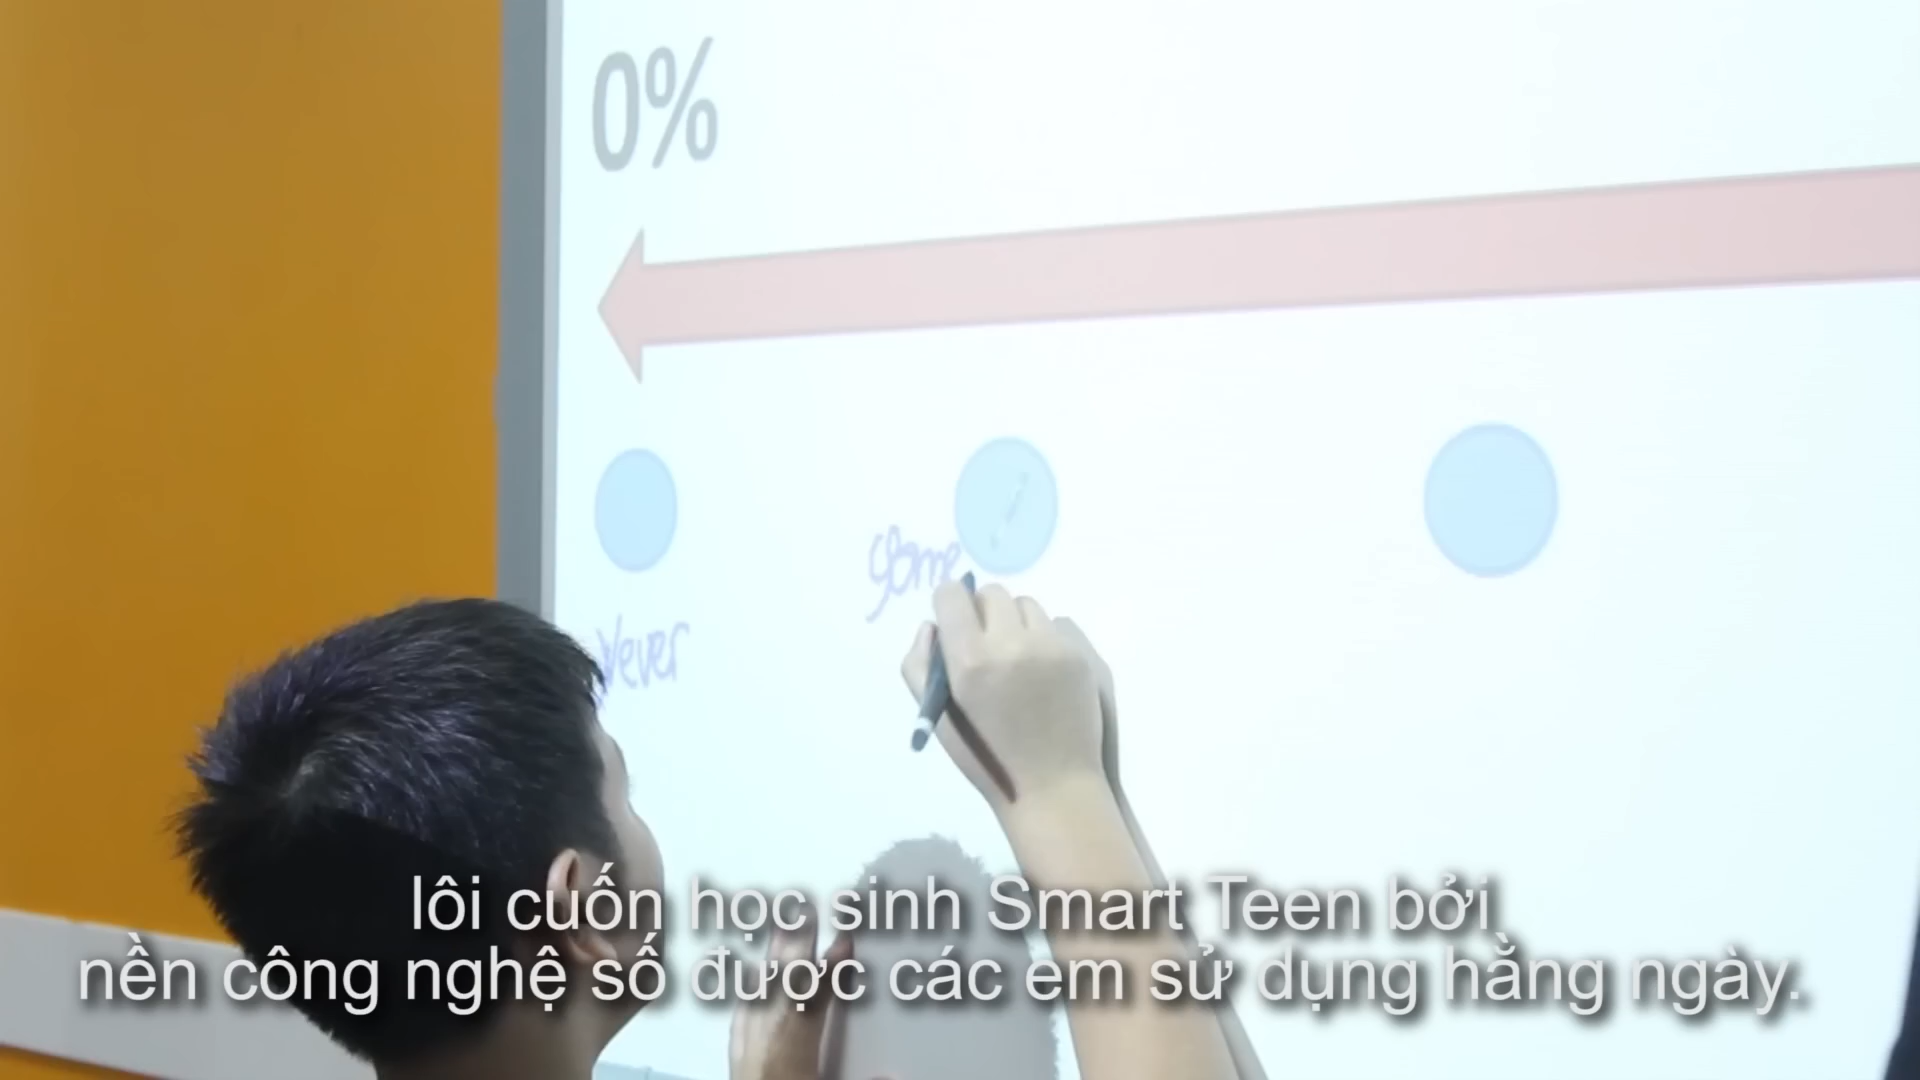 0%
some
Never
lôi cuốn học sinh Smart Teen bởi
nền công nghệ số được các em sử dụng hằng ngày.